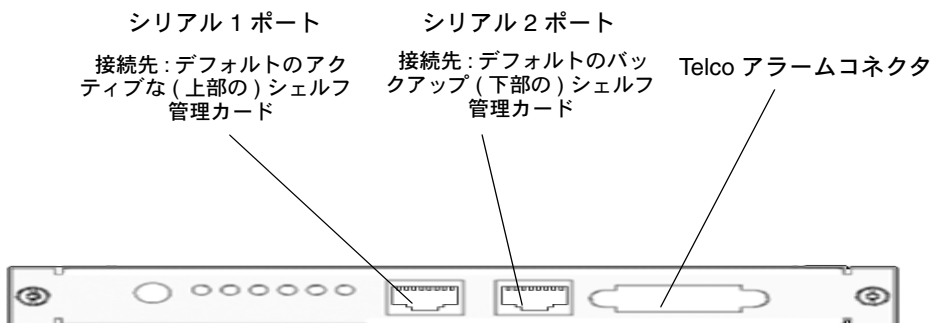 シリアル 1 ポート
接続先 : デフォルトのアク
ティブな ( 上部の ) シェルフ
管理カード
シリアル 2 ポート
接続先 : デフォルトのバッ
クアップ ( 下部の ) シェルフ
管理カード
Telco アラームコネクタ